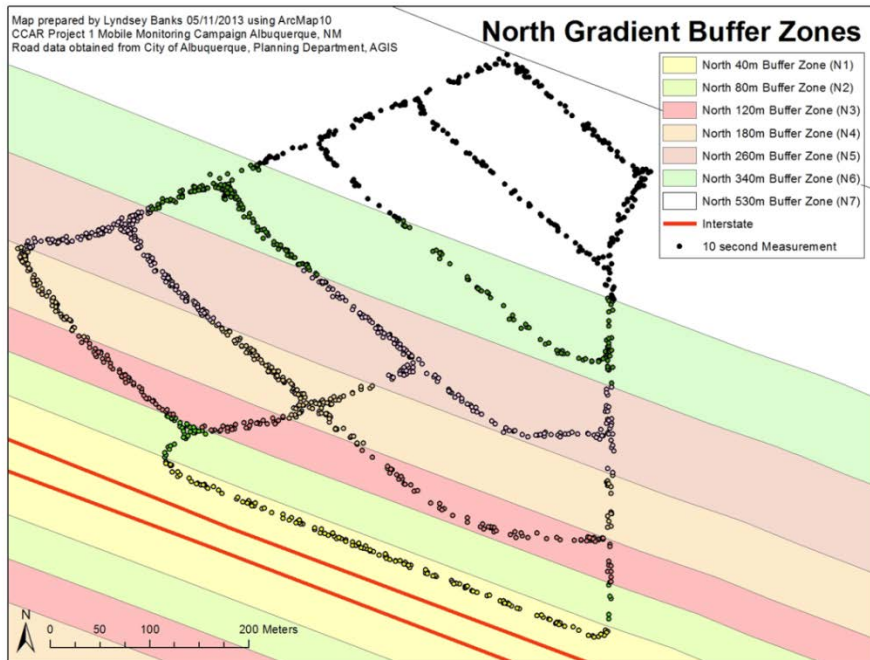 Map prepared by Lyndsey Banks 05/11/2013 using ArcMap10
CCAR Project 1 Mobile Monitoring Campaign Albuquerque, NM
Road data obtained from City of Albuquerque, Planning Department, AGIS
North Gradient Buffer Zones
North 40m Buffer Zone (N1)
North 80m Buffer Zone (N2)
North 120m Buffer Zone (N3)
North 180m Buffer Zone (N4)
North 260m Buffer Zone (N5)
North 340m Buffer Zone (N6)
North 530m Buffer Zone (N7)
Interstate
10 second Measurement
N
0 50 100 200 Meters